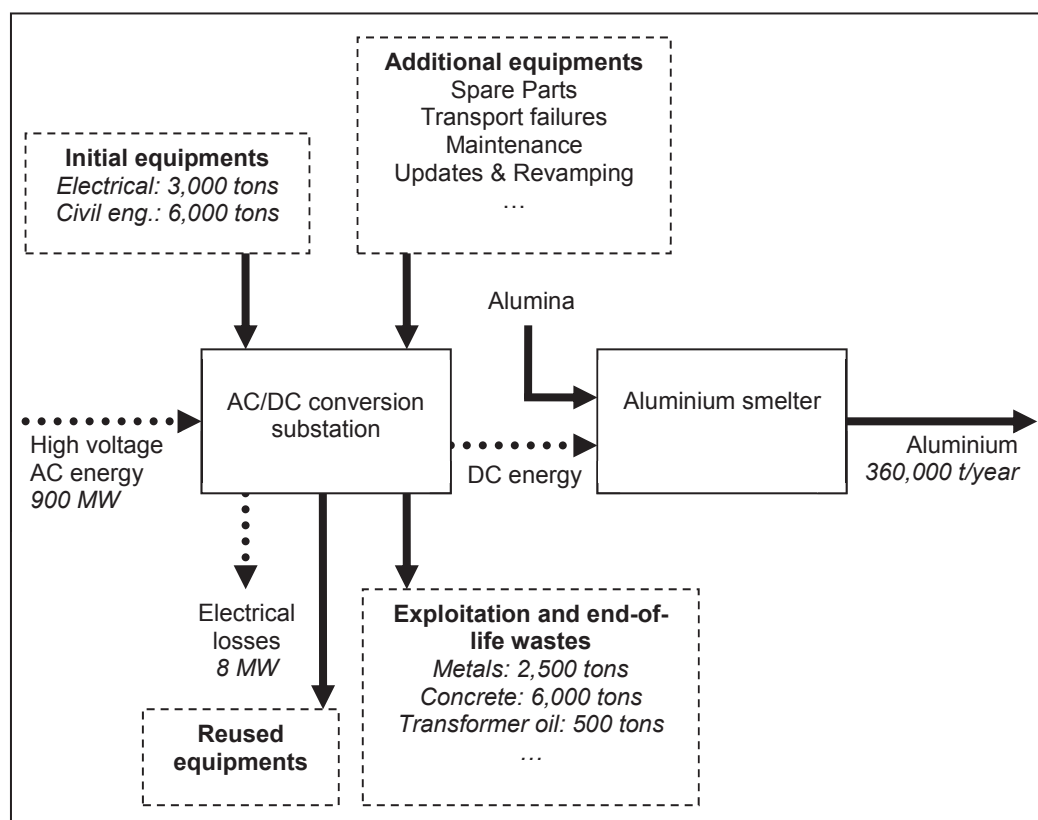 Additional equipments
Spare Parts
Transport failures
Maintenance
Updates & Revamping
…
Initial equipments
Electrical: 3,000 tons
Civil eng.: 6,000 tons
Alumina
AC/DC conversion
substation
Aluminium smelter
High voltage
AC energy
900 MW
DC energy
Aluminium
360,000 t/year
Electrical
losses
8 MW
Exploitation and end-of-
life wastes
Metals: 2,500 tons
Concrete: 6,000 tons
Transformer oil: 500 tons
…
Reused
equipments